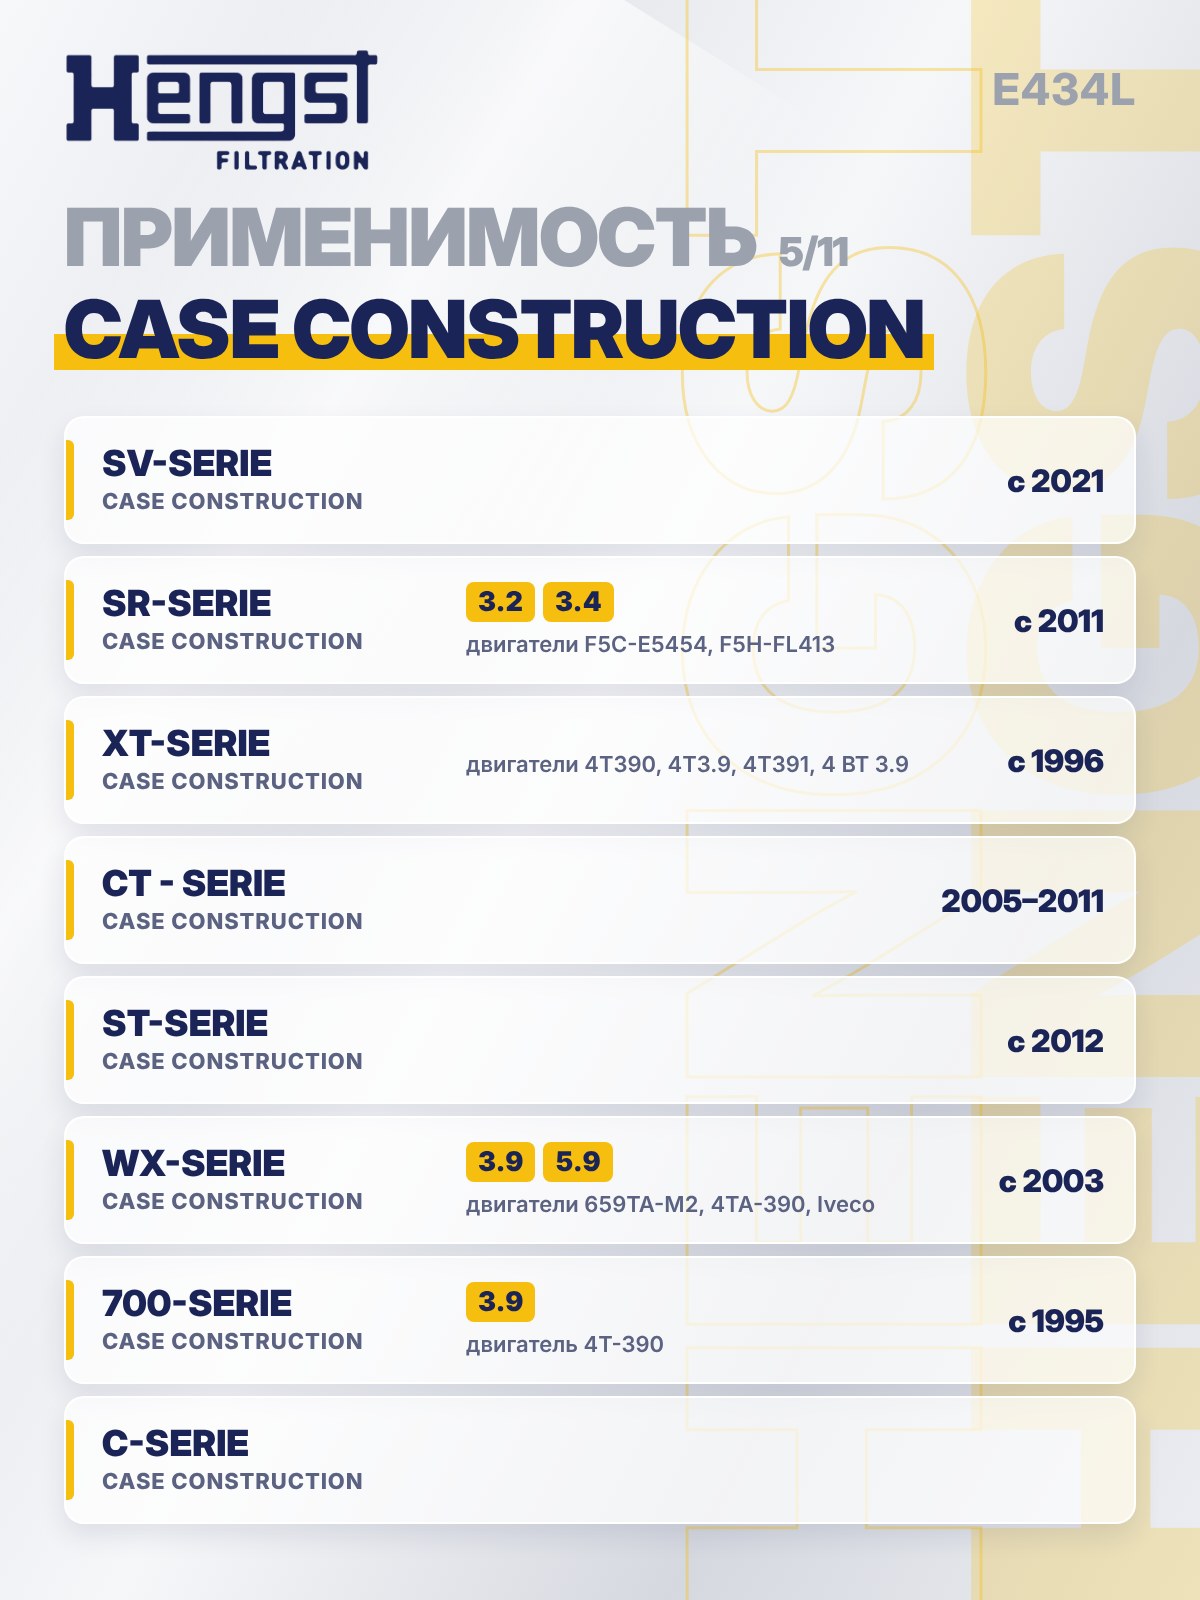 Hengst
FILTRATION
E434L
ПРИМЕНИМОСТЬ 5/11
CASE CONSTRUCTION
SV-SERIE
CASE CONSTRUCTION
с 2021
SR-SERIE
CASE CONSTRUCTION
3.2 3.4
двигатели F5C-E5454, F5H-FL413
с 2011
XT-SERIE
CASE CONSTRUCTION
двигатели 4T390, 4T3.9, 4T391, 4 BT 3.9
с 1996
CT - SERIE
CASE CONSTRUCTION
2005–2011
ST-SERIE
CASE CONSTRUCTION
с 2012
WX-SERIE
CASE CONSTRUCTION
3.9 5.9
двигатели 659TA-M2, 4TA-390, Iveco
с 2003
700-SERIE
CASE CONSTRUCTION
3.9
двигатель 4T-390
с 1995
C-SERIE
CASE CONSTRUCTION
HENGST
HENGST